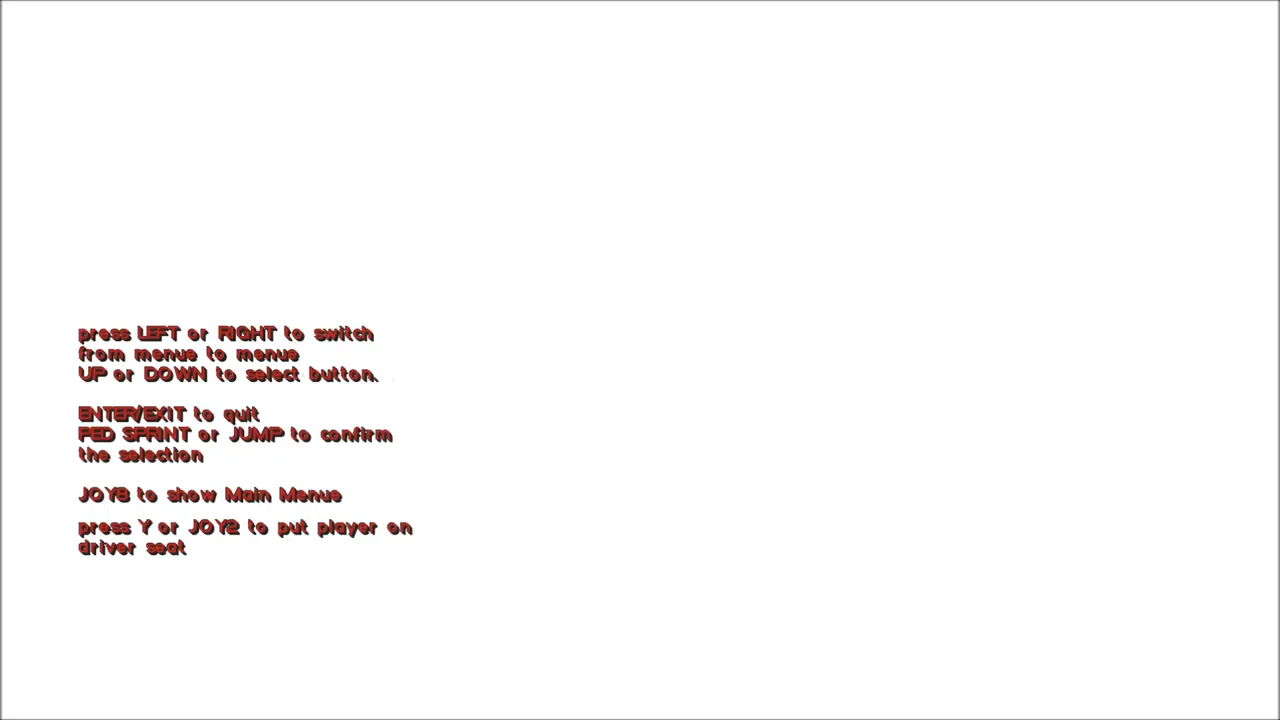 press LEFT or RIGHT to switch
from menue to menue
UP or DOWN to select button.
ENTER/EXIT to quit
PED SPRINT or JUMP to confirm
the selection
JOY8 to show Main Menue
press Y or JOY2 to put player on
driver seat